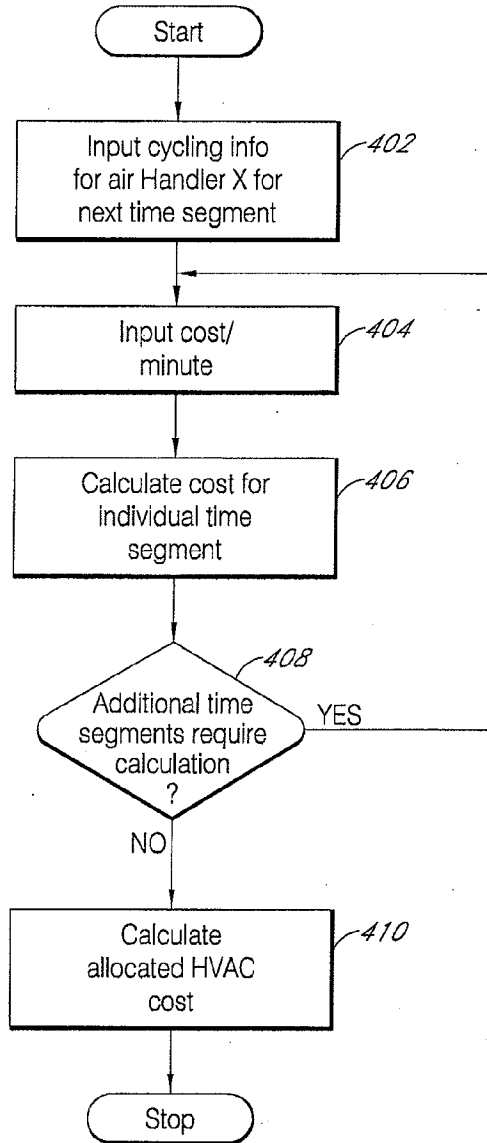 Start
Input cycling info
for air Handler X for
next time segment
402
Input cost/
minute
404
Calculate cost for
individual time
segment
406
408
Additional time
segments require
calculation
?
YES
NO
Calculate
allocated HVAC
cost
410
Stop